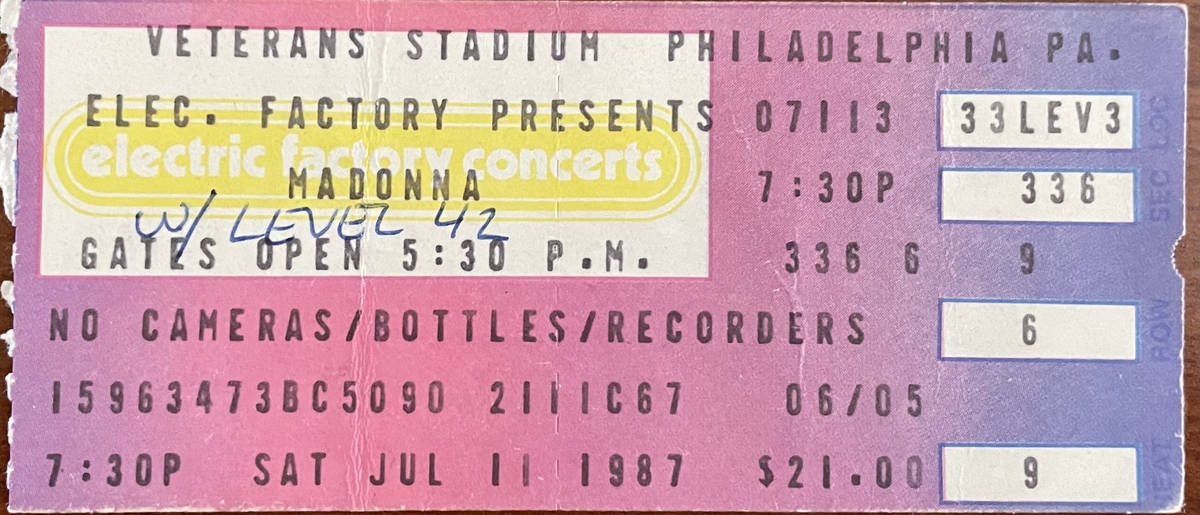 VETERANS STADIUM PHILADELPHIA PA.
ELEC. FACTORY PRESENTS 07113 33LEV3 LOC
electric factory concerts
MADONNA 7:30P 336 SEC
W/ LEVEL 42
GATES OPEN 5:30 P.M. 336 6 9
NO CAMERAS/BOTTLES/RECORDERS 6 ROW
15963473BC5090 2111C67 06/05
7:30P SAT JUL 11 1987 $21.00 9 SEAT